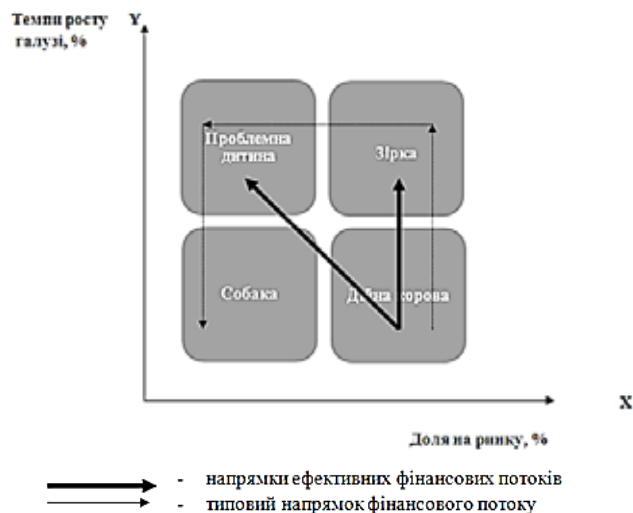 Темпи росту Y
галузі, %
Проблемна
дитина
Зірка
Собака
Дійна корова
X
Доля на ринку, %
- напрямки ефективних фінансових потоків
- типовий напрямок фінансового потоку